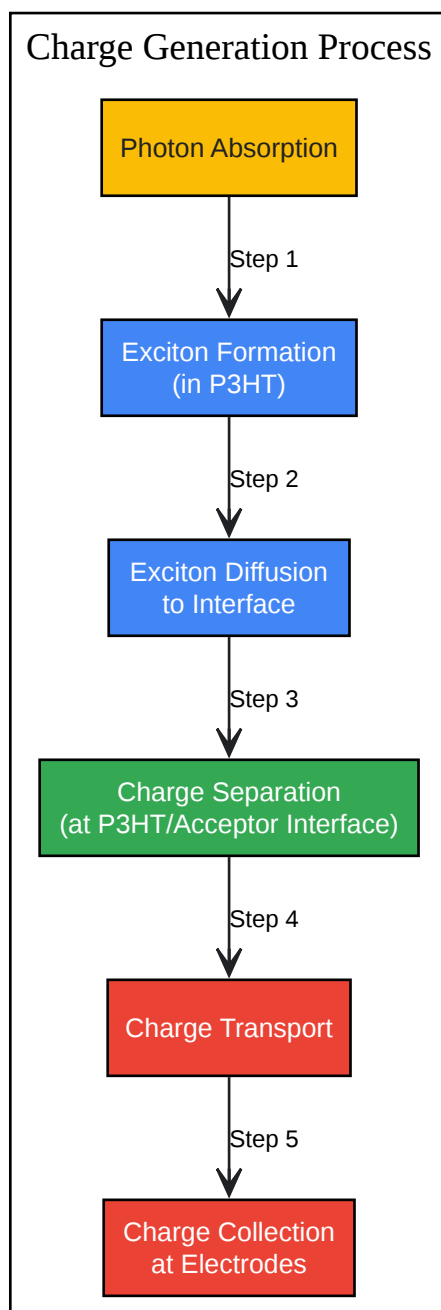 Charge Generation Process
Photon Absorption
Step 1
Exciton Formation
(in P3HT)
Step 2
Exciton Diffusion
to Interface
Step 3
Charge Separation
(at P3HT/Acceptor Interface)
Step 4
Charge Transport
Step 5
Charge Collection
at Electrodes